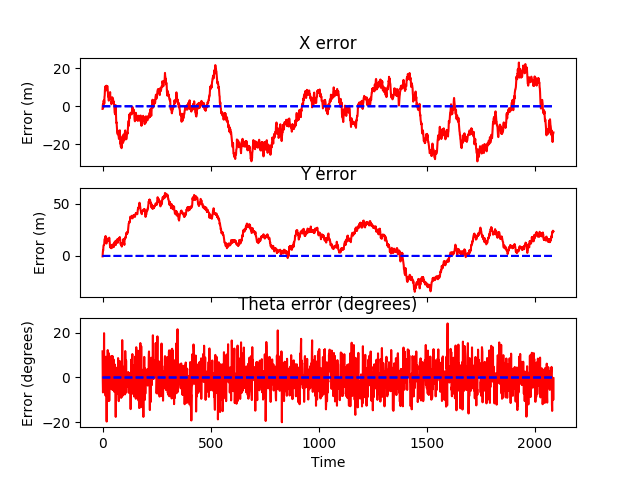 X error
20
0
−20
Error (m)
Y error
50
0
Error (m)
Theta error (degrees)
20
0
−20
Error (degrees)
0 500 1000 1500 2000
Time